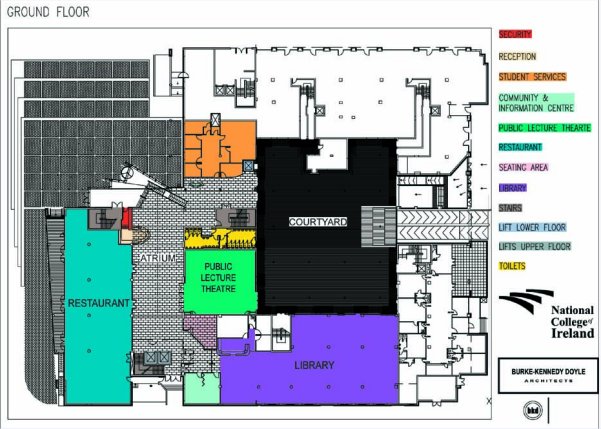 GROUND FLOOR
SECURITY
RECEPTION
STUDENT SERVICES
COMMUNITY &
INFORMATION CENTRE
PUBLIC LECTURE THEARTE
RESTAURANT
SEATING AREA
LIBRARY
STAIRS
LIFT LOWER FLOOR
LIFTS UPPER FLOOR
TOILETS
COURTYARD
ATRIUM
PUBLIC
LECTURE
THEATRE
RESTAURANT
LIBRARY
National
College of
Ireland
BURKE-KENNEDY DOYLE
ARCHITECTS
X